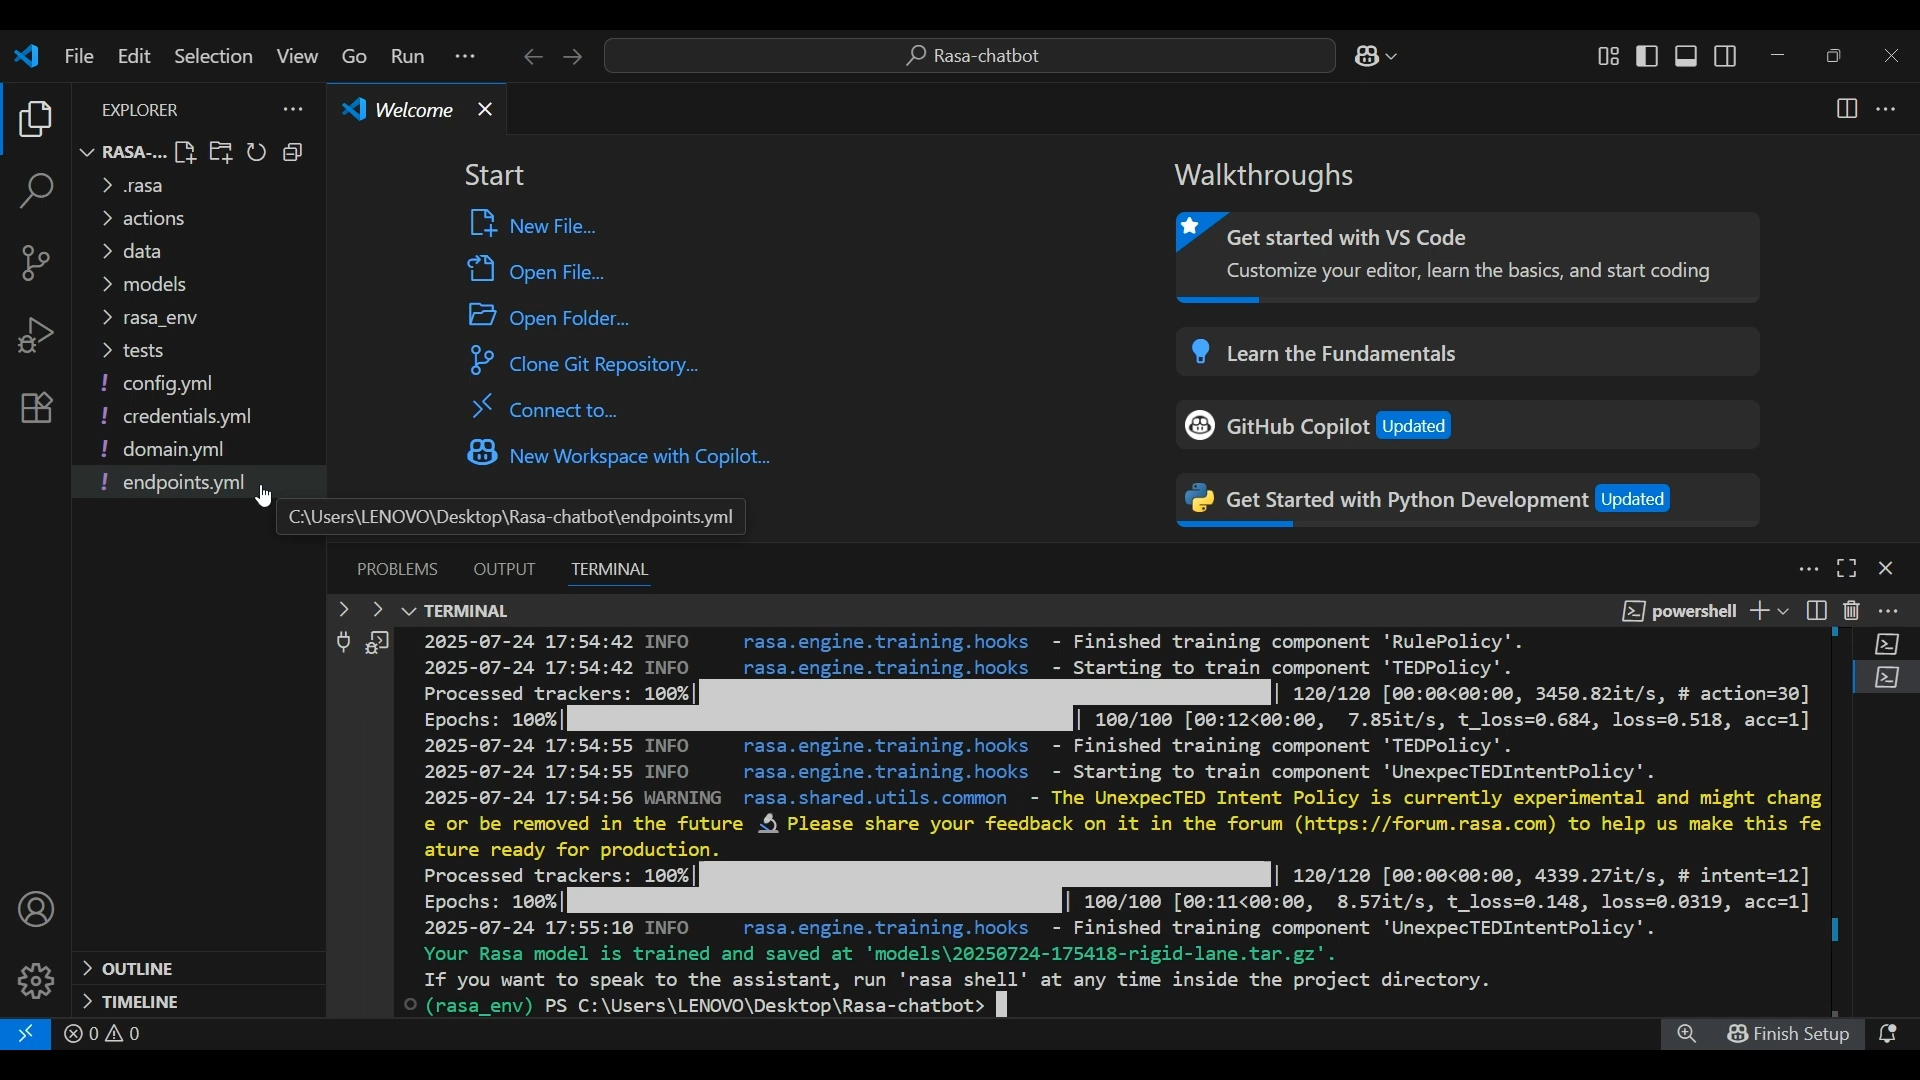 File Edit Selection View Go Run ···
Rasa-chatbot
EXPLORER
RASA-...
.rasa
actions
data
models
rasa_env
tests
! config.yml
! credentials.yml
! domain.yml
! endpoints.yml
C:\Users\LENOVO\Desktop\Rasa-chatbot\endpoints.yml
OUTLINE
TIMELINE
Welcome
Start
New File...
Open File...
Open Folder...
Clone Git Repository...
Connect to...
New Workspace with Copilot...
Walkthroughs
Get started with VS Code
Customize your editor, learn the basics, and start coding
Learn the Fundamentals
GitHub Copilot Updated
Get Started with Python Development Updated
PROBLEMS OUTPUT TERMINAL
TERMINAL
powershell
2025-07-24 17:54:42 INFO rasa.engine.training.hooks - Finished training component 'RulePolicy'.
2025-07-24 17:54:42 INFO rasa.engine.training.hooks - Starting to train component 'TEDPolicy'.
Processed trackers: 100%| | 120/120 [00:00<00:00, 3450.82it/s, # action=30]
Epochs: 100%| | 100/100 [00:12<00:00, 7.85it/s, t_loss=0.684, loss=0.518, acc=1]
2025-07-24 17:54:55 INFO rasa.engine.training.hooks - Finished training component 'TEDPolicy'.
2025-07-24 17:54:55 INFO rasa.engine.training.hooks - Starting to train component 'UnexpecTEDIntentPolicy'.
2025-07-24 17:54:56 WARNING rasa.shared.utils.common - The UnexpecTED Intent Policy is currently experimental and might chang
e or be removed in the future 🔬 Please share your feedback on it in the forum (https://forum.rasa.com) to help us make this fe
ature ready for production.
Processed trackers: 100%| | 120/120 [00:00<00:00, 4339.27it/s, # intent=12]
Epochs: 100%| | 100/100 [00:11<00:00, 8.57it/s, t_loss=0.148, loss=0.0319, acc=1]
2025-07-24 17:55:10 INFO rasa.engine.training.hooks - Finished training component 'UnexpecTEDIntentPolicy'.
Your Rasa model is trained and saved at 'models\20250724-175418-rigid-lane.tar.gz'.
If you want to speak to the assistant, run 'rasa shell' at any time inside the project directory.
(rasa_env) PS C:\Users\LENOVO\Desktop\Rasa-chatbot>
0 0
Finish Setup